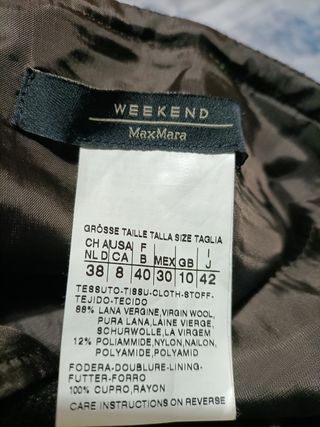 WEEKEND
MaxMara
GRÖSSE TAILLE TALLA SIZE TAGLIA
CH AUSA F I
NL D CA B MEX GB J
38 8 40 30 10 42
TESSUTO-TISSU-CLOTH-STOFF-
TEJIDO-TECIDO
88% LANA VERGINE,VIRGIN WOOL,
PURA LANA,LAINE VIERGE,
SCHURWOLLE,LA VIRGEM
12% POLIAMMIDE,NYLON,NAILON,
POLYAMIDE,POLYAMID
FODERA-DOUBLURE-LINING-
FUTTER-FORRO
100% CUPRO,RAYON
CARE INSTRUCTIONS ON REVERSE